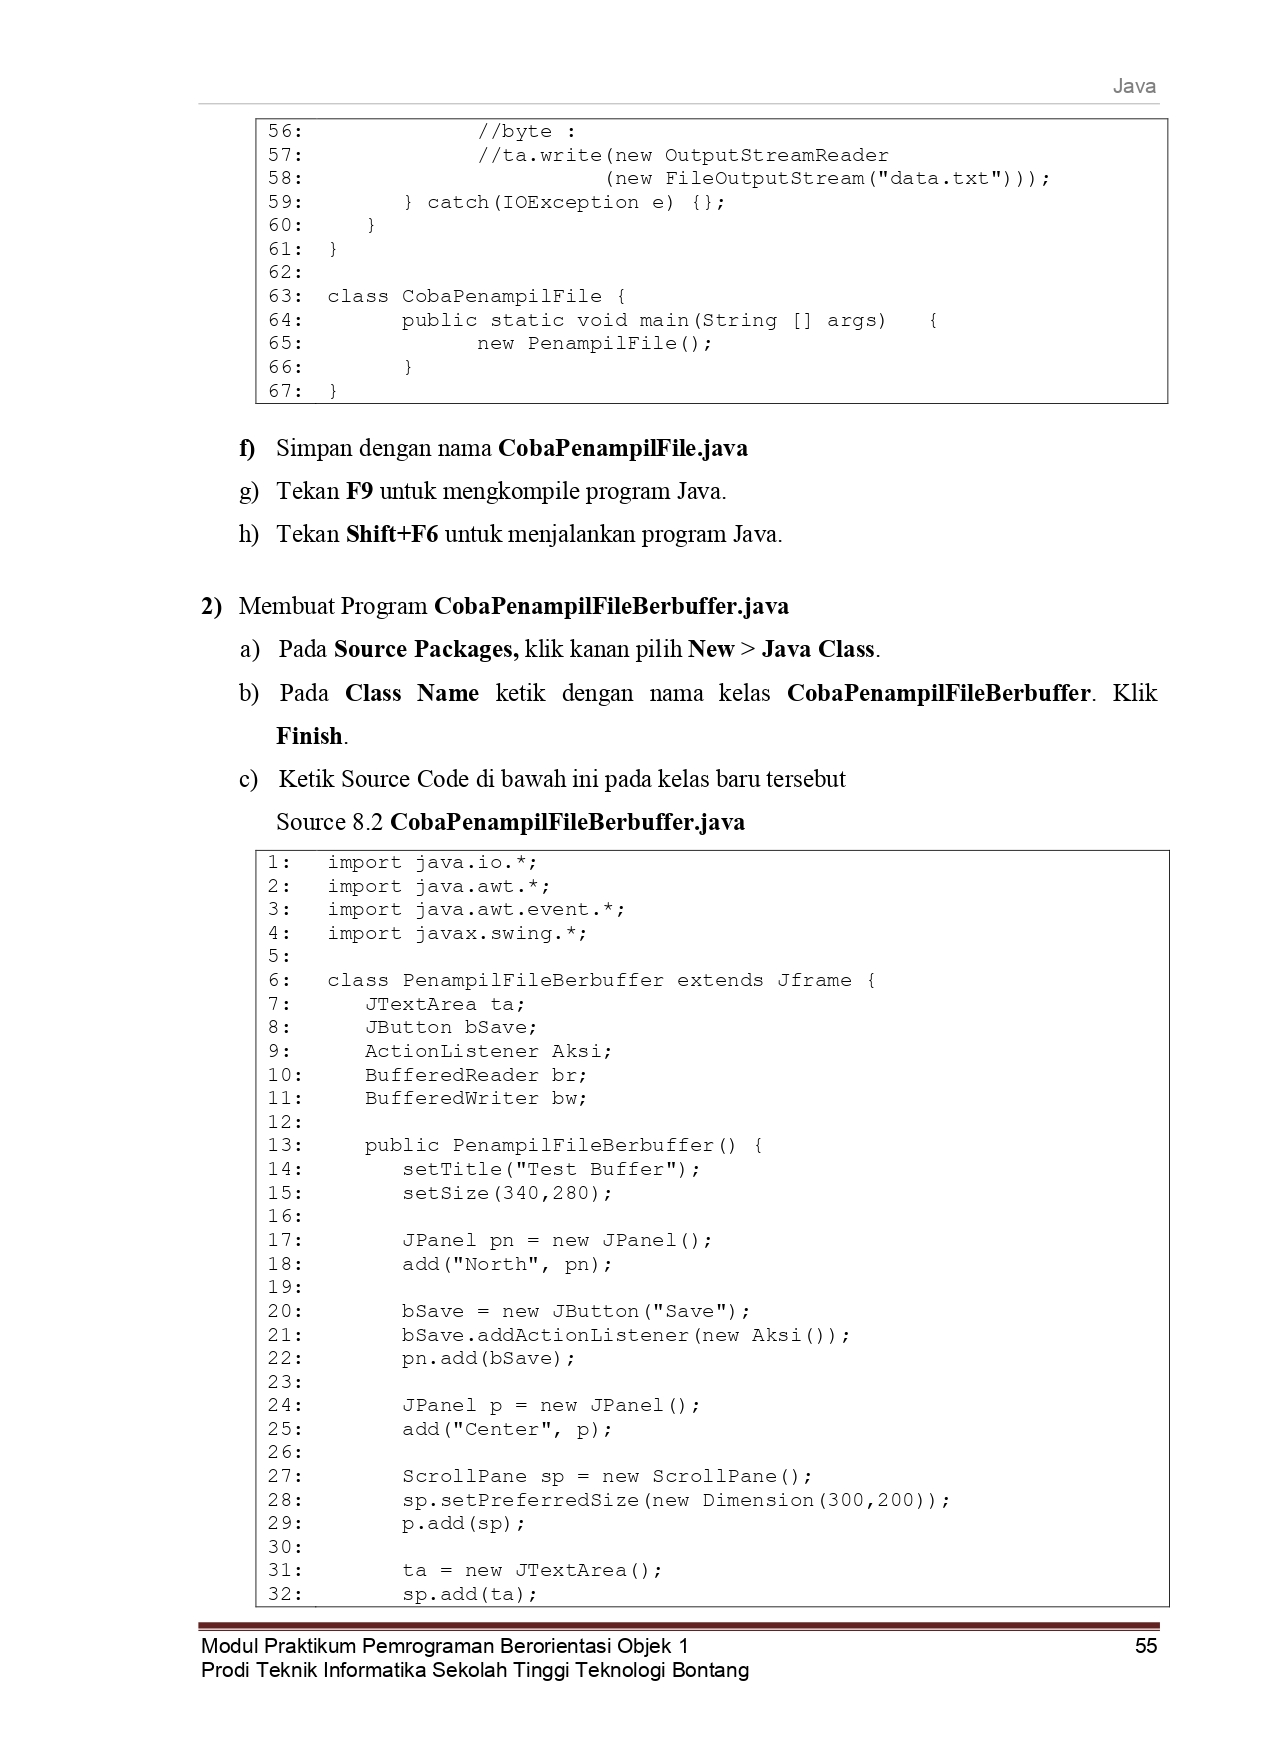 Java
56:              //byte :
57:              //ta.write(new OutputStreamReader
58:                        (new FileOutputStream("data.txt")));
59:        } catch(IOException e) {};
60:     }
61:  }
62:
63:  class CobaPenampilFile {
64:        public static void main(String [] args)   {
65:              new PenampilFile();
66:        }
67:  }
f) Simpan dengan nama CobaPenampilFile.java
g) Tekan F9 untuk mengkompile program Java.
h) Tekan Shift+F6 untuk menjalankan program Java.
2) Membuat Program CobaPenampilFileBerbuffer.java
a) Pada Source Packages, klik kanan pilih New > Java Class.
b) Pada Class Name ketik dengan nama kelas CobaPenampilFileBerbuffer. Klik
Finish.
c) Ketik Source Code di bawah ini pada kelas baru tersebut
Source 8.2 CobaPenampilFileBerbuffer.java
1:   import java.io.*;
2:   import java.awt.*;
3:   import java.awt.event.*;
4:   import javax.swing.*;
5:
6:   class PenampilFileBerbuffer extends Jframe {
7:      JTextArea ta;
8:      JButton bSave;
9:      ActionListener Aksi;
10:     BufferedReader br;
11:     BufferedWriter bw;
12:
13:     public PenampilFileBerbuffer() {
14:        setTitle("Test Buffer");
15:        setSize(340,280);
16:
17:        JPanel pn = new JPanel();
18:        add("North", pn);
19:
20:        bSave = new JButton("Save");
21:        bSave.addActionListener(new Aksi());
22:        pn.add(bSave);
23:
24:        JPanel p = new JPanel();
25:        add("Center", p);
26:
27:        ScrollPane sp = new ScrollPane();
28:        sp.setPreferredSize(new Dimension(300,200));
29:        p.add(sp);
30:
31:        ta = new JTextArea();
32:        sp.add(ta);
Modul Praktikum Pemrograman Berorientasi Objek 1 55
Prodi Teknik Informatika Sekolah Tinggi Teknologi Bontang